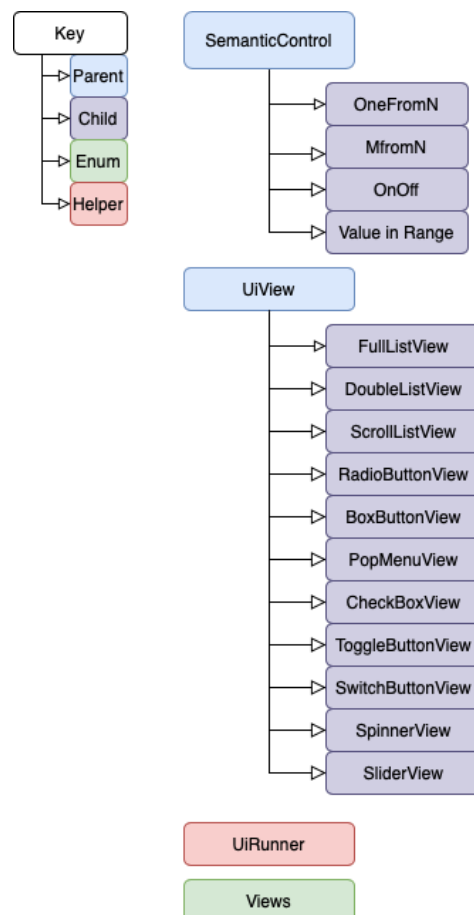 Key
Parent
Child
Enum
Helper
SemanticControl
OneFromN
MfromN
OnOff
Value in Range
UiView
FullListView
DoubleListView
ScrollListView
RadioButtonView
BoxButtonView
PopMenuView
CheckBoxView
ToggleButtonView
SwitchButtonView
SpinnerView
SliderView
UiRunner
Views